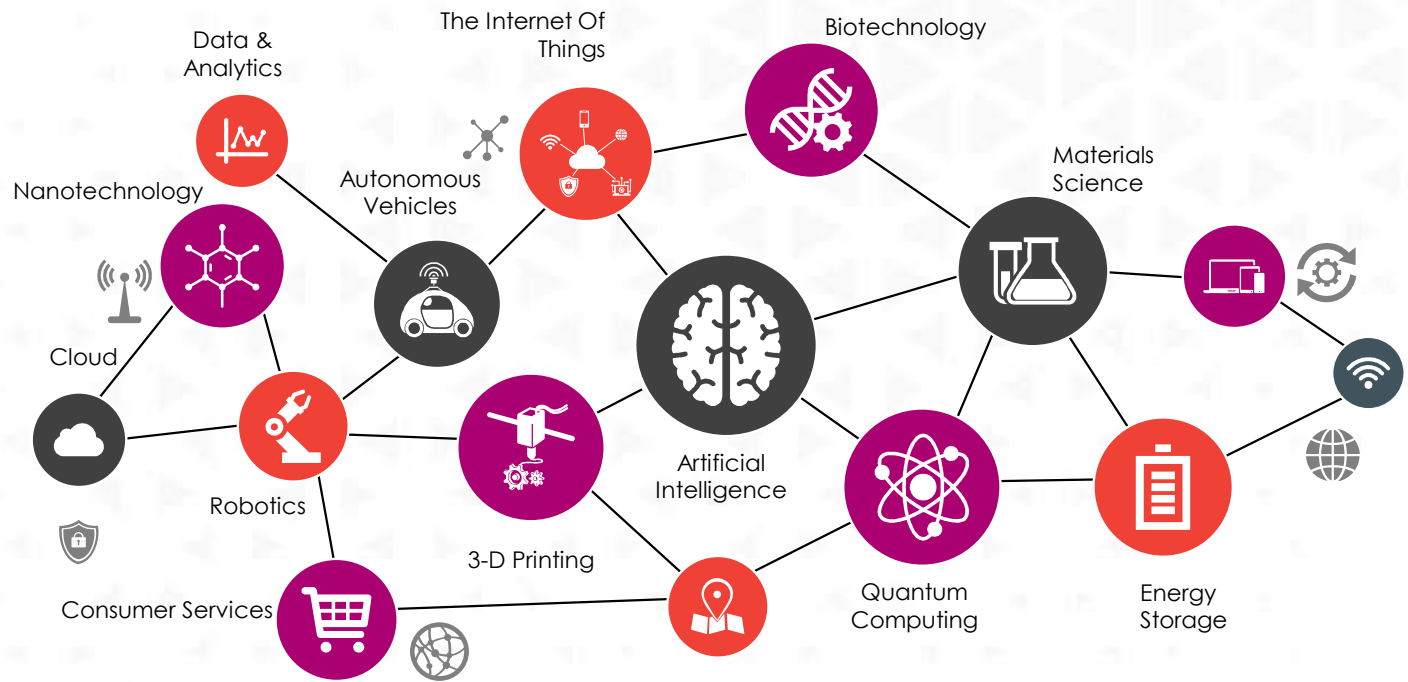 The Internet Of
Things
Biotechnology
Data &
Analytics
Materials
Science
Nanotechnology
Autonomous
Vehicles
Cloud
Artificial
Intelligence
Robotics
3-D Printing
Consumer Services
Quantum
Computing
Energy
Storage